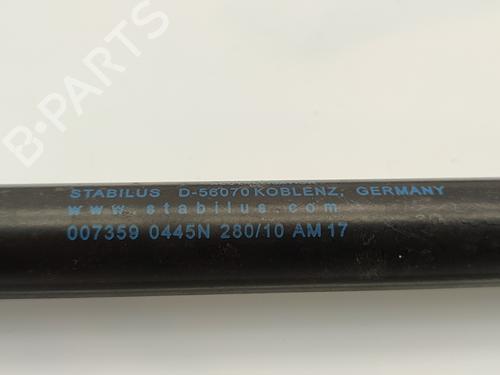 B-PARTS
STABILUS D-56070 KOBLENZ, GERMANY
www.stabilus.com
007359 0445N 280/10 AM 17